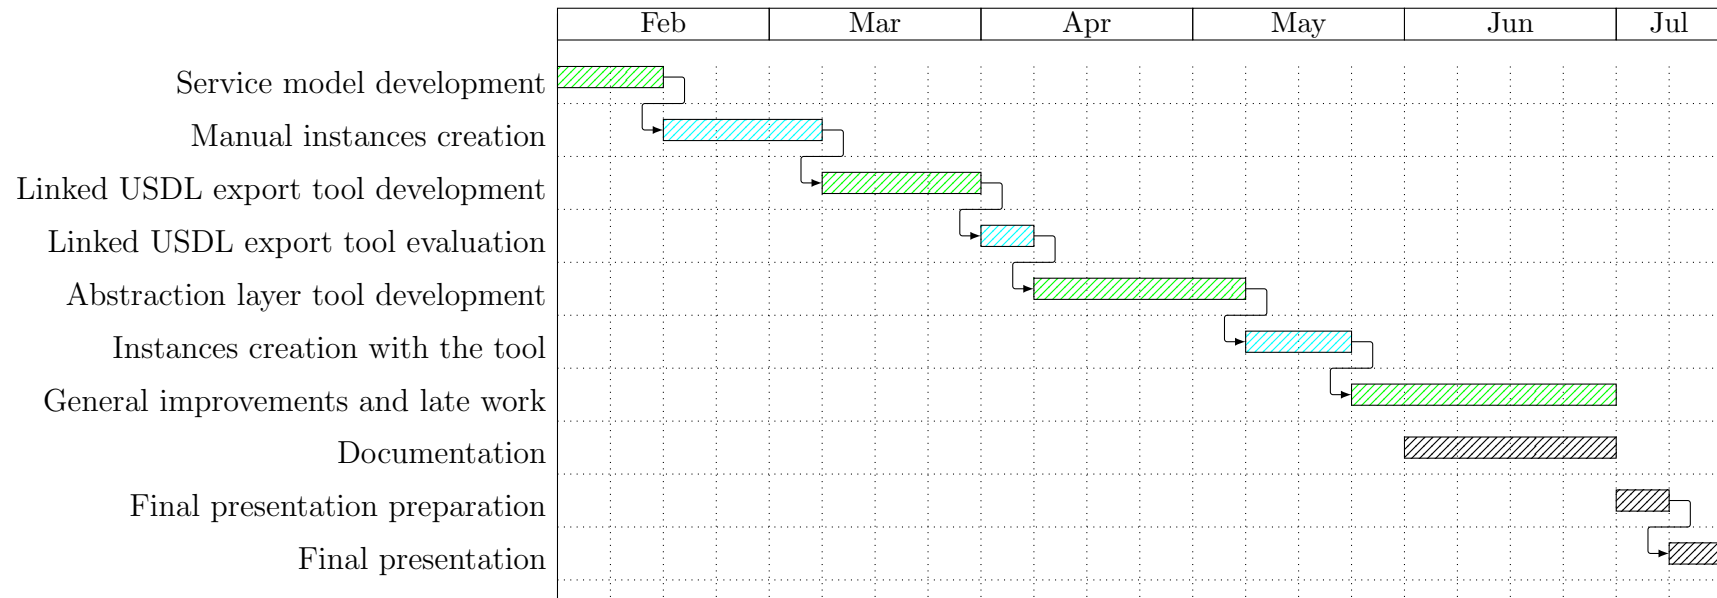 Feb Mar Apr May Jun Jul
Service model development
Manual instances creation
Linked USDL export tool development
Linked USDL export tool evaluation
Abstraction layer tool development
Instances creation with the tool
General improvements and late work
Documentation
Final presentation preparation
Final presentation